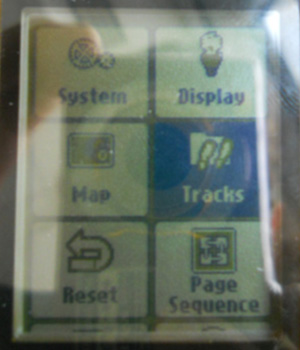 System
Display
Map
Tracks
Reset
Page
Sequence